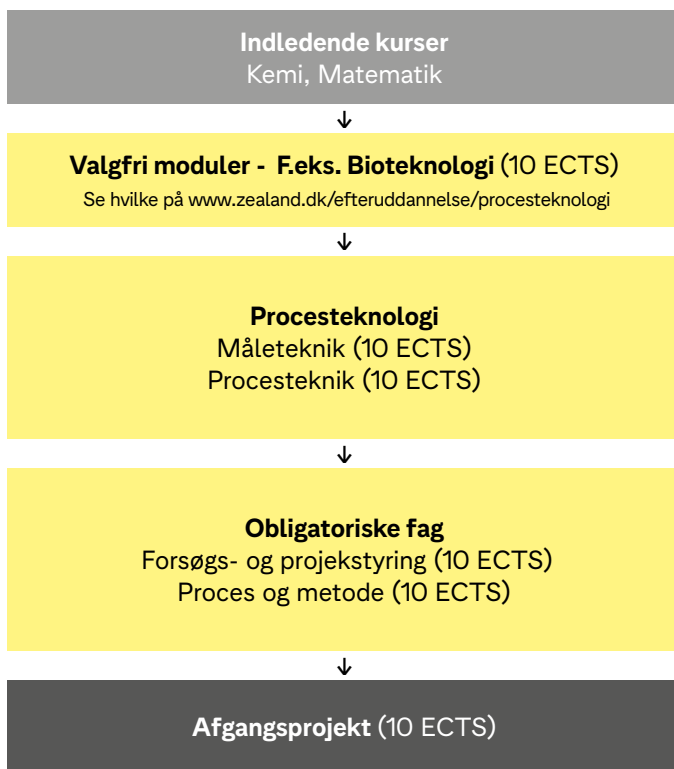 Indledende kurser
Kemi, Matematik
↓
Valgfri moduler - F.eks. Bioteknologi (10 ECTS)
Se hvilke på www.zealand.dk/efteruddannelse/procesteknologi
↓
Procesteknologi
Måleteknik (10 ECTS)
Procesteknik (10 ECTS)
↓
Obligatoriske fag
Forsøgs- og projekstyring (10 ECTS)
Proces og metode (10 ECTS)
↓
Afgangsprojekt (10 ECTS)